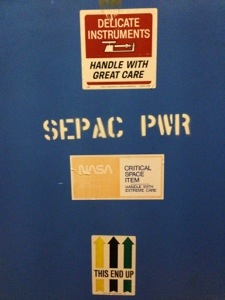 DELICATE
INSTRUMENTS
HANDLE WITH
GREAT CARE
SEPAC PWR
NASA
CRITICAL
SPACE
ITEM
HANDLE WITH
EXTREME CARE
THIS END UP